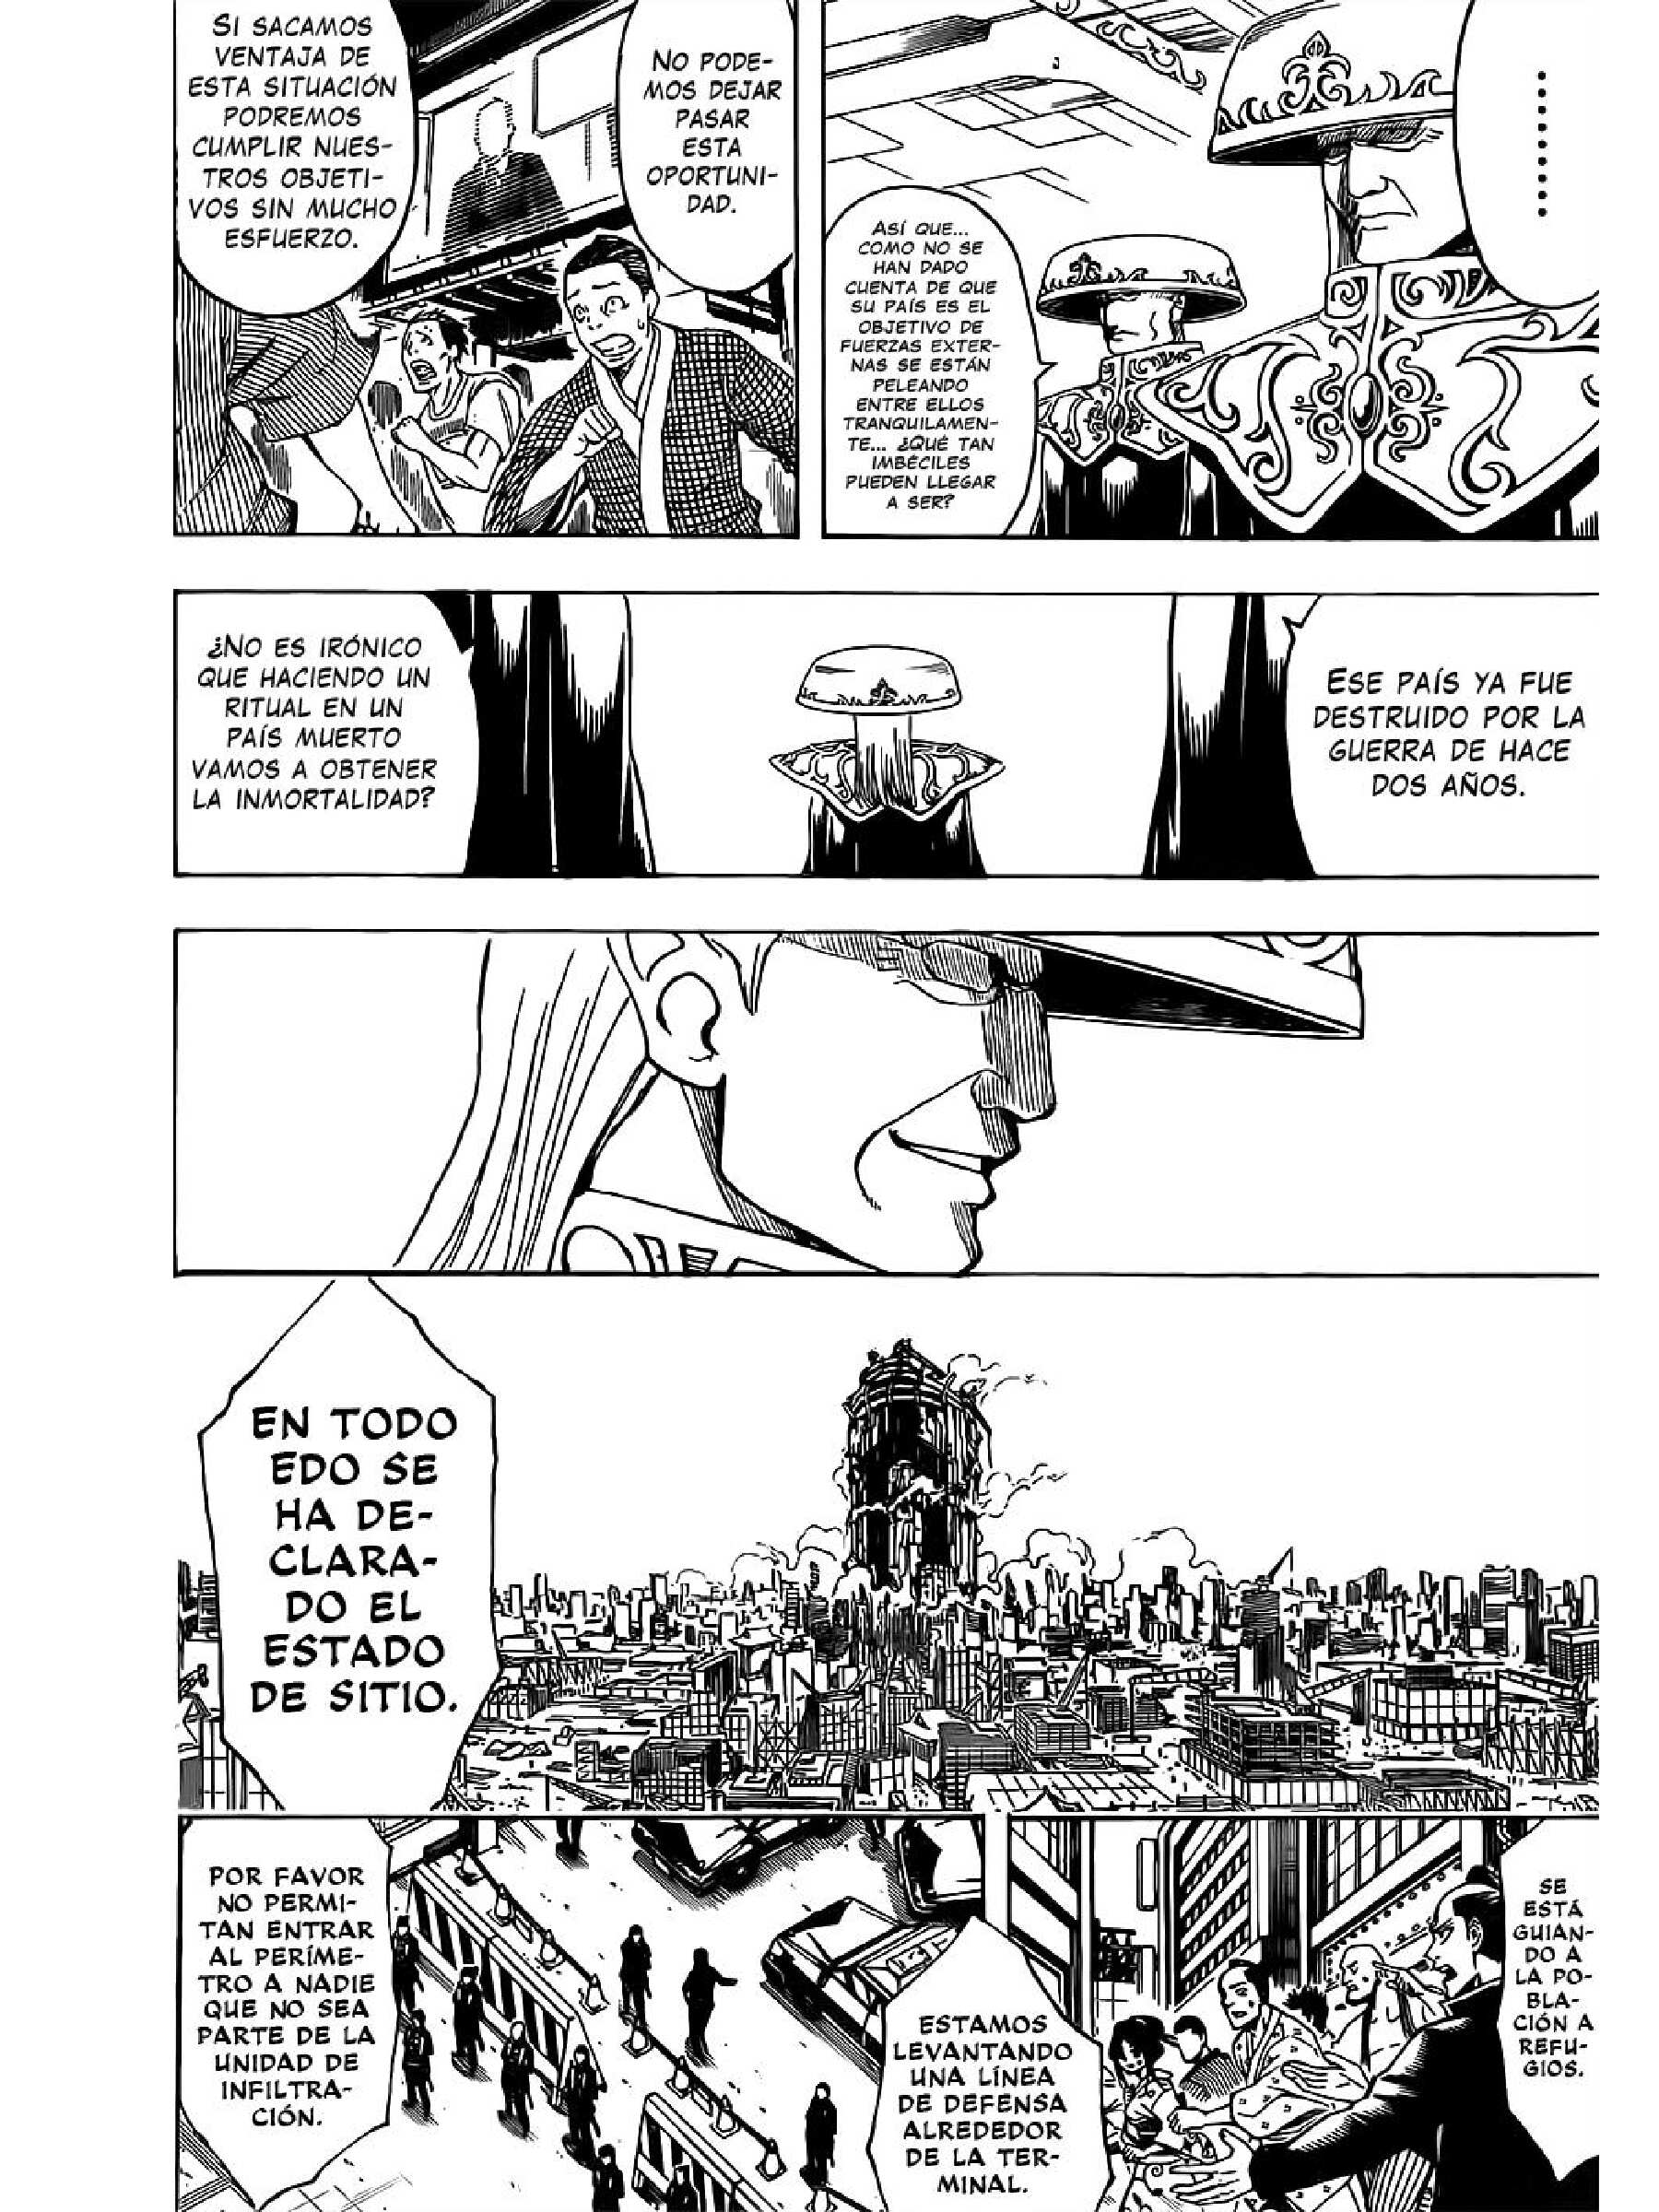 .........
ASÍ QUE...
COMO NO SE
HAN DADO
CUENTA DE QUE
SU PAÍS ES EL
OBJETIVO DE
FUERZAS EXTER-
NAS SE ESTÁN
PELEANDO
ENTRE ELLOS
TRANQUILAMEN-
TE... ¿QUÉ TAN
IMBÉCILES
PUEDEN LLEGAR
A SER?
NO PODE-
MOS DEJAR
PASAR
ESTA
OPORTUNI-
DAD.
SI SACAMOS
VENTAJA DE
ESTA SITUACIÓN
PODREMOS
CUMPLIR NUES-
TROS OBJETI-
VOS SIN MUCHO
ESFUERZO.
ESE PAÍS YA FUE
DESTRUIDO POR LA
GUERRA DE HACE
DOS AÑOS.
¿NO ES IRÓNICO
QUE HACIENDO UN
RITUAL EN UN
PAÍS MUERTO
VAMOS A OBTENER
LA INMORTALIDAD?
EN TODO
EDO SE
HA DE-
CLARA-
DO EL
ESTADO
DE SITIO.
SE
ESTÁ
GUIAN-
DO A
LA PO-
BLA-
CIÓN A
REFU-
GIOS.
ESTAMOS
LEVANTANDO
UNA LÍNEA
DE DEFENSA
ALREDEDOR
DE LA TER-
MINAL.
POR FAVOR
NO PERMI-
TAN ENTRAR
AL PERÍME-
TRO A NADIE
QUE NO SEA
PARTE DE LA
UNIDAD DE
INFILTRA-
CIÓN.